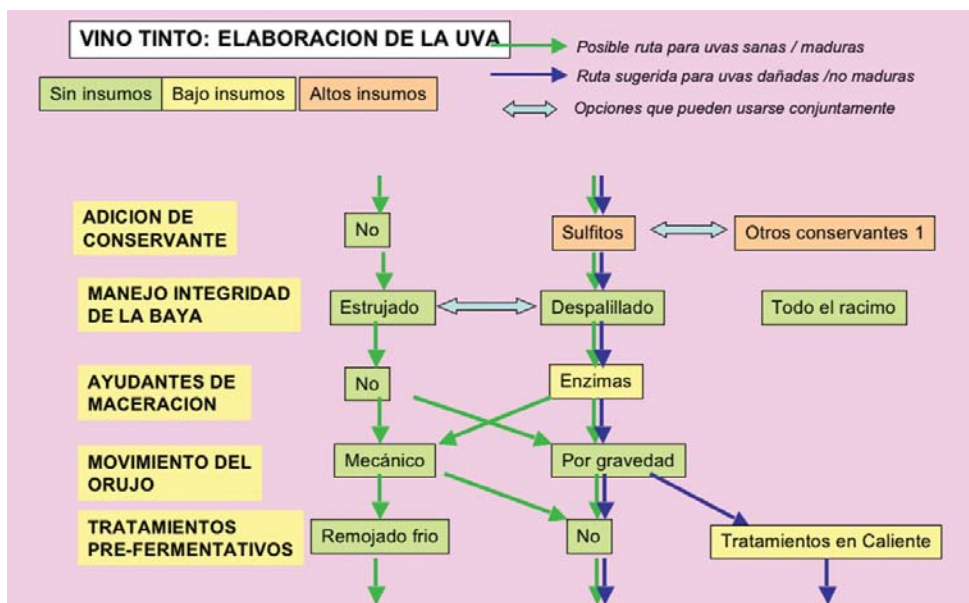 VINO TINTO: ELABORACION DE LA UVA
Posible ruta para uvas sanas / maduras
Ruta sugerida para uvas dañadas /no maduras
Opciones que pueden usarse conjuntamente
Sin insumos
Bajo insumos
Altos insumos
ADICION DE
CONSERVANTE
No
Sulfitos
Otros conservantes 1
MANEJO INTEGRIDAD
DE LA BAYA
Estrujado
Despalillado
Todo el racimo
AYUDANTES DE
MACERACION
No
Enzimas
MOVIMIENTO DEL
ORUJO
Mecánico
Por gravedad
TRATAMIENTOS
PRE-FERMENTATIVOS
Remojado frio
No
Tratamientos en Caliente